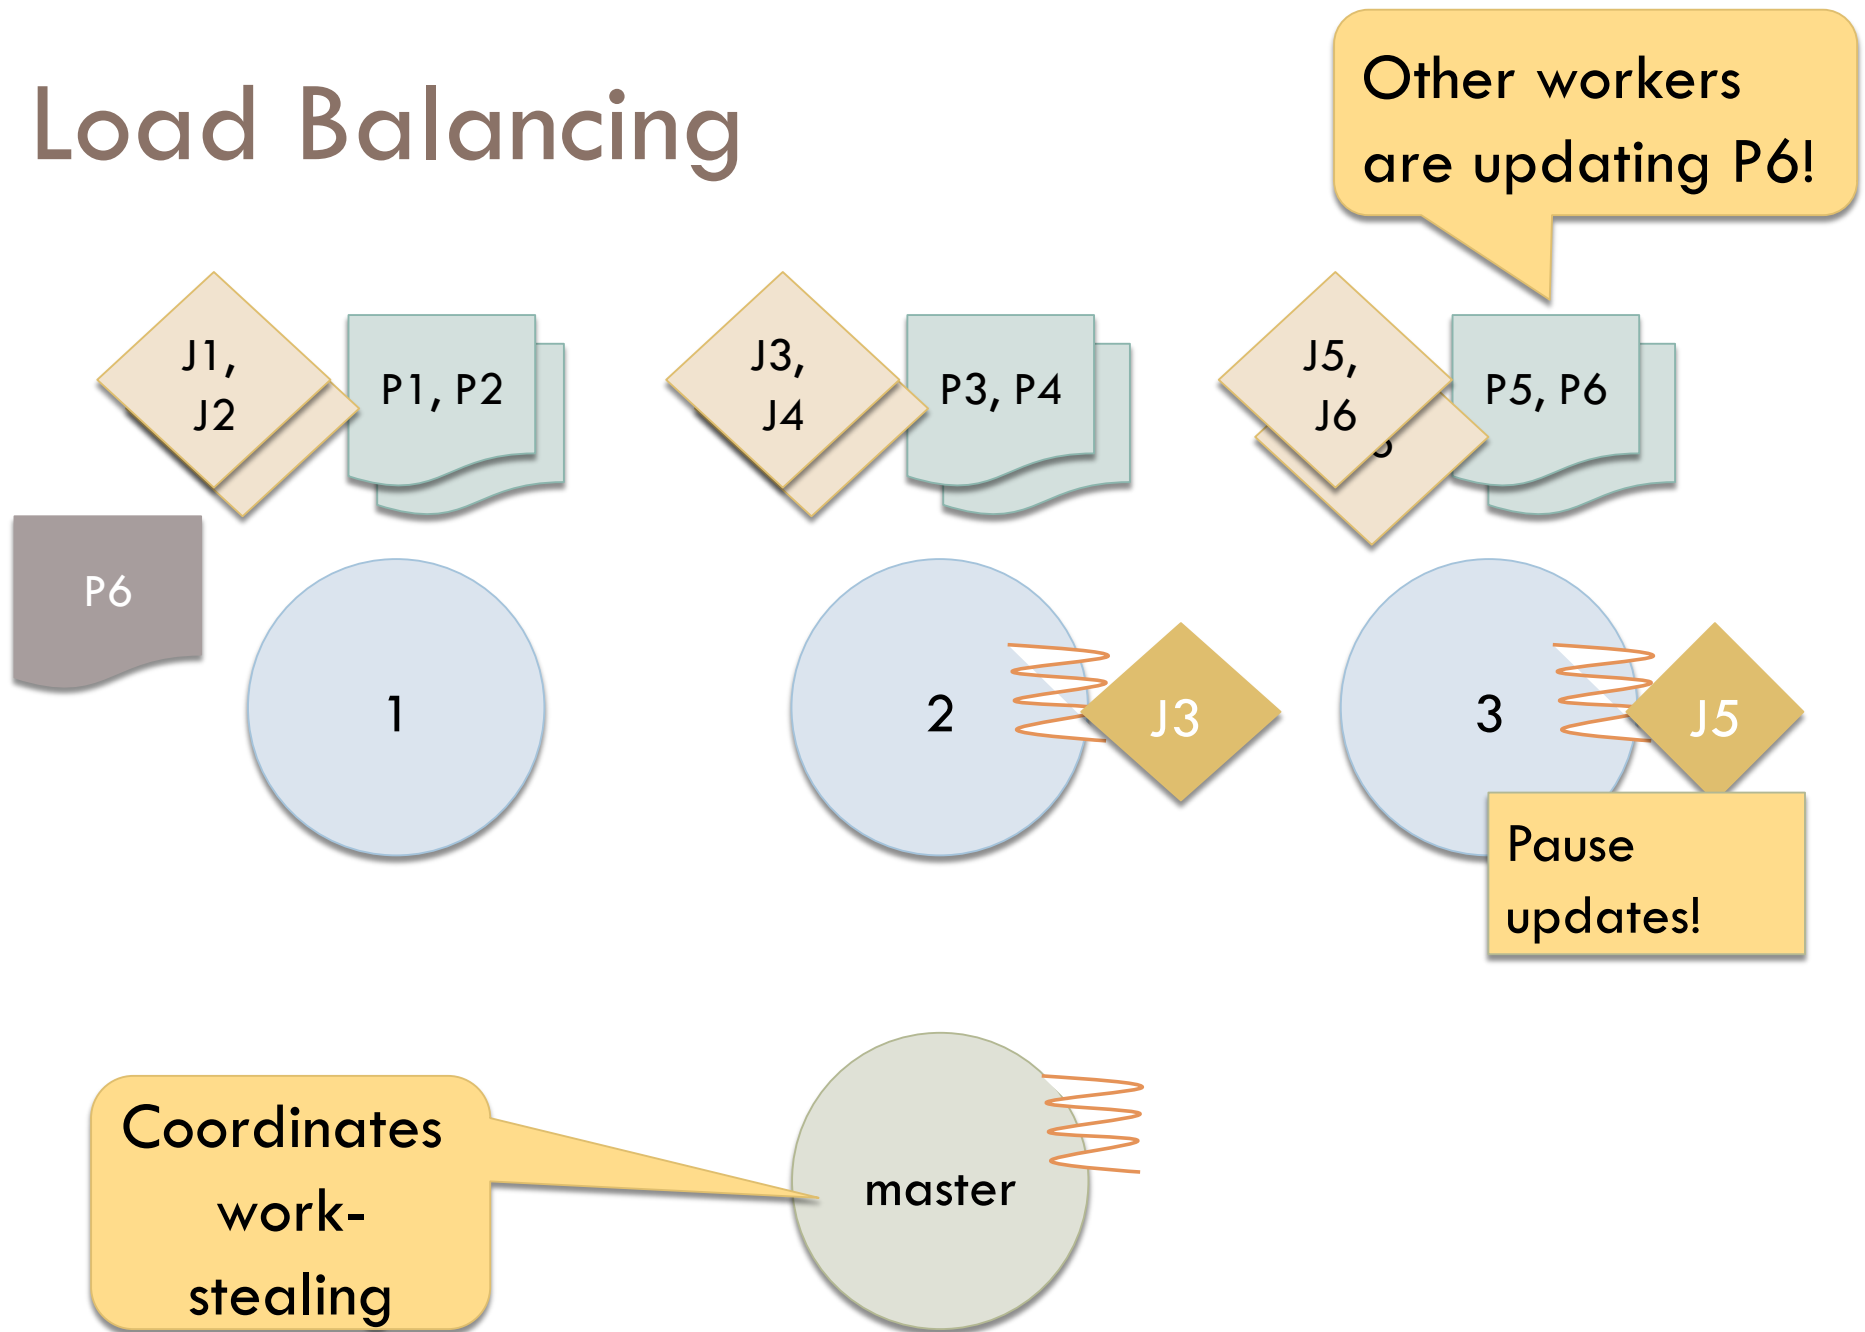 Load Balancing
Other workers
are updating P6!
J1,
J2
P1, P2
J3,
J4
P3, P4
J5,
J6
P5, P6
P6
1
2
J3
3
J5
Pause
updates!
Coordinates
work-
stealing
master